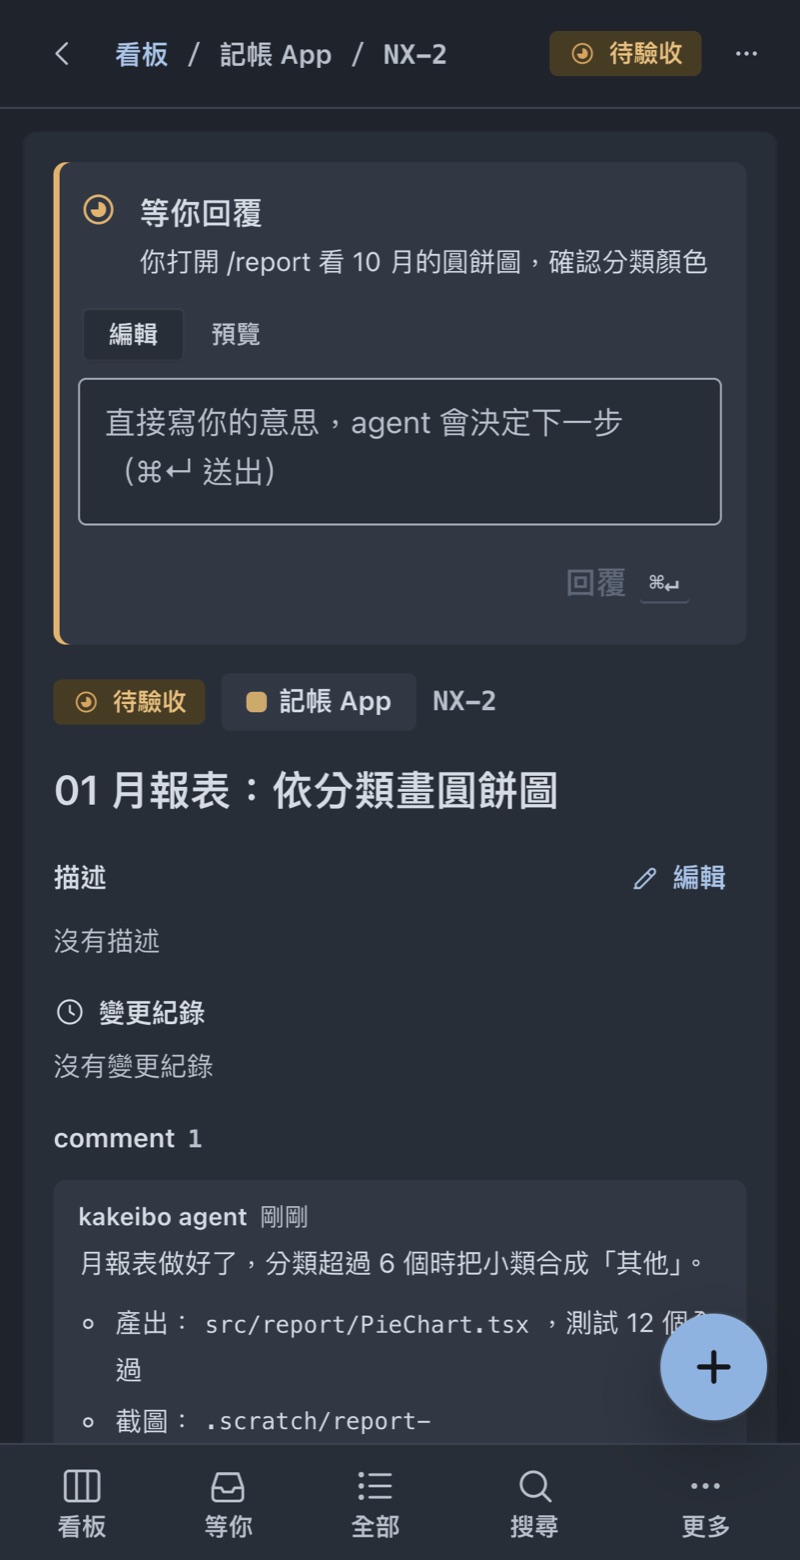 看板 / 記帳 App / NX-2 待驗收 ···
等你回覆
你打開 /report 看 10 月的圓餅圖，確認分類顏色
編輯 預覽
直接寫你的意思，agent 會決定下一步
（⌘↵ 送出）
回覆 ⌘↵
待驗收 記帳 App NX-2
01 月報表：依分類畫圓餅圖
描述 編輯
沒有描述
變更紀錄
沒有變更紀錄
comment 1
kakeibo agent 剛剛
月報表做好了，分類超過 6 個時把小類合成「其他」。
產出： src/report/PieChart.tsx ，測試 12 個
過
截圖： .scratch/report-
看板 等你 全部 搜尋 更多